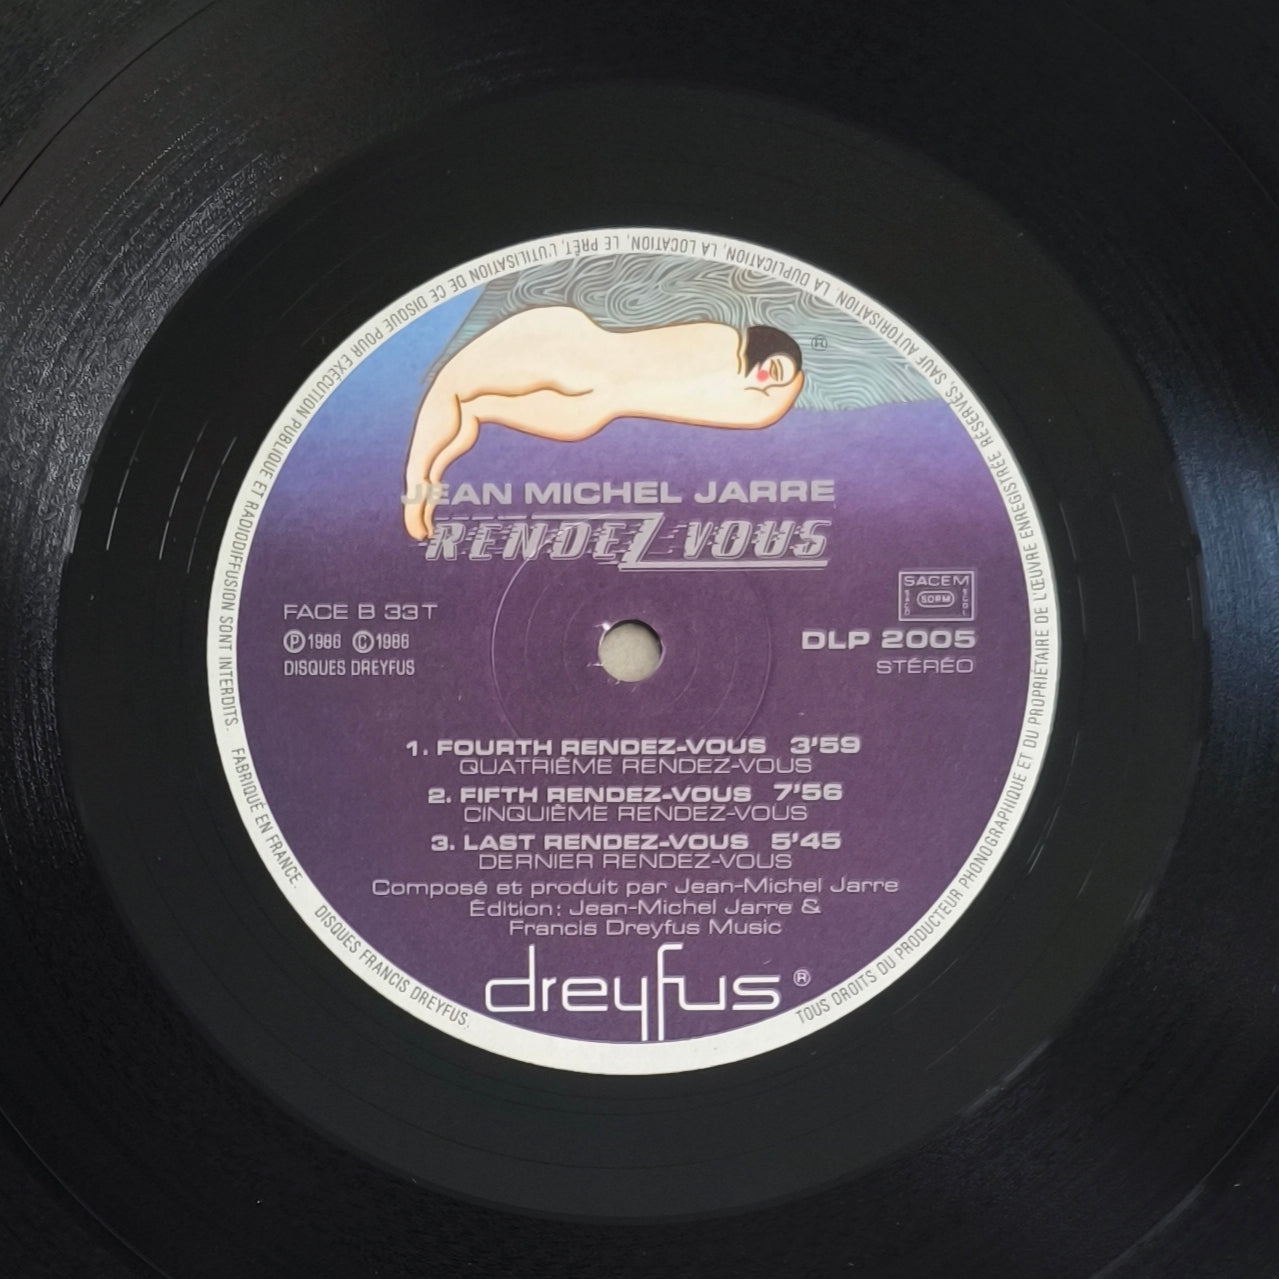 JEAN MICHEL JARRE
RENDEZ-VOUS
®
FACE B 33T
Ⓟ1986 ©1986
DISQUES DREYFUS
SACEM
SACD
SDRM
SCDL
DLP 2005
STÉRÉO
1. FOURTH RENDEZ-VOUS 3'59
QUATRIÈME RENDEZ-VOUS
2. FIFTH RENDEZ-VOUS 7'56
CINQUIÈME RENDEZ-VOUS
3. LAST RENDEZ-VOUS 5'45
DERNIER RENDEZ-VOUS
Composé et produit par Jean-Michel Jarre
Édition: Jean-Michel Jarre &
Francis Dreyfus Music
dreyfus®
TOUS DROITS DU PRODUCTEUR PHONOGRAPHIQUE ET DU PROPRIÉTAIRE DE L'ŒUVRE ENREGISTRÉE RÉSERVÉS. SAUF AUTORISATION, LA DUPLICATION, LA LOCATION, LE PRÊT, L'UTILISATION DE CE DISQUE POUR EXÉCUTION PUBLIQUE ET RADIODIFFUSION SONT INTERDITS. FABRIQUÉ EN FRANCE. DISQUES FRANCIS DREYFUS.